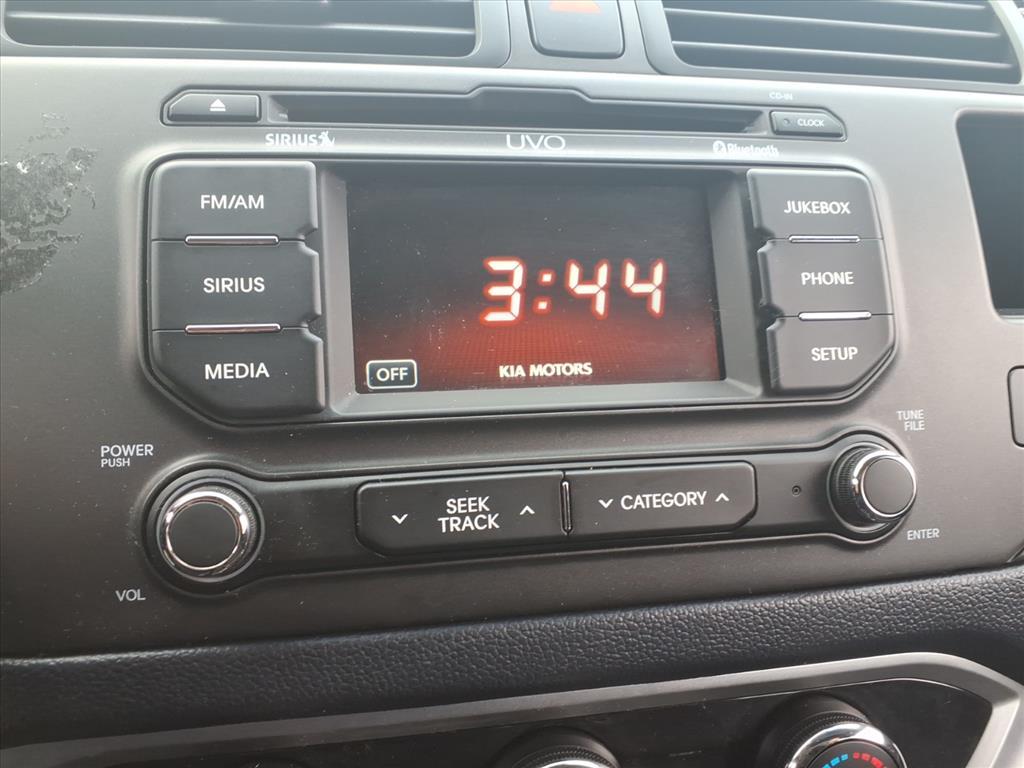 CD-IN
CLOCK
SIRIUS
UVO
Bluetooth
FM/AM
JUKEBOX
SIRIUS
3:44
PHONE
MEDIA
OFF
KIA MOTORS
SETUP
POWER
PUSH
TUNE
FILE
SEEK
TRACK
CATEGORY
VOL
ENTER